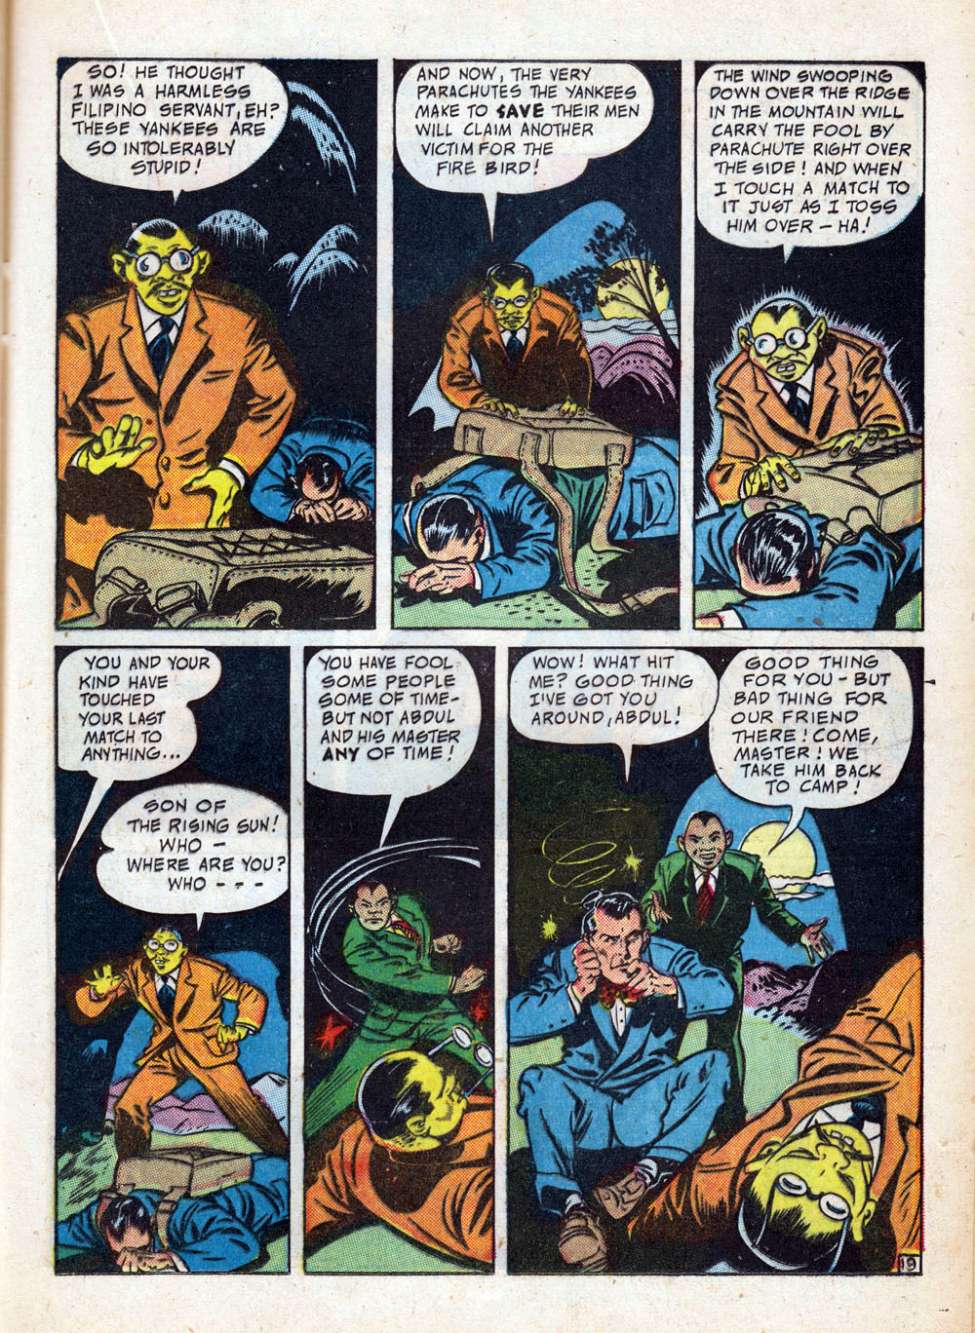 SO! HE THOUGHT
I WAS A HARMLESS
FILIPINO SERVANT, EH?
THESE YANKEES ARE
SO INTOLERABLY
STUPID!
AND NOW, THE VERY
PARACHUTES THE YANKEES
MAKE TO SAVE THEIR MEN
WILL CLAIM ANOTHER
VICTIM FOR THE
FIRE BIRD!
THE WIND SWOOPING
DOWN OVER THE RIDGE
IN THE MOUNTAIN WILL
CARRY THE FOOL BY
PARACHUTE RIGHT OVER
THE SIDE! AND WHEN
I TOUCH A MATCH TO
IT JUST AS I TOSS
HIM OVER - HA!
YOU AND YOUR
KIND HAVE
TOUCHED
YOUR LAST
MATCH TO
ANYTHING...
SON OF
THE RISING SUN!
WHO -
WHERE ARE YOU?
WHO - - -
YOU HAVE FOOL
SOME PEOPLE
SOME OF TIME-
BUT NOT ABDUL
AND HIS MASTER
ANY OF TIME!
WOW! WHAT HIT
ME? GOOD THING
I'VE GOT YOU
AROUND, ABDUL!
GOOD THING
FOR YOU - BUT
BAD THING FOR
OUR FRIEND
THERE! COME,
MASTER! WE
TAKE HIM BACK
TO CAMP!
19